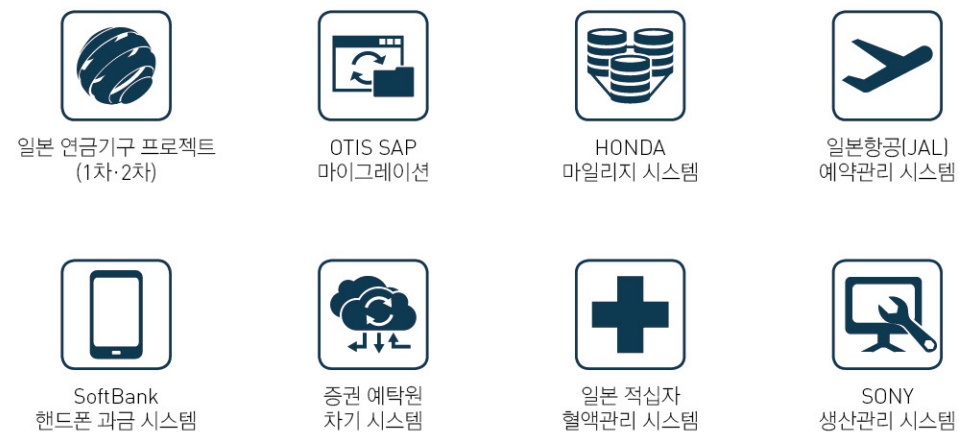 일본 연금기구 프로젝트
(1차·2차)
OTIS SAP
마이그레이션
HONDA
마일리지 시스템
일본항공(JAL)
예약관리 시스템
SoftBank
핸드폰 과금 시스템
증권 예탁원
차기 시스템
일본 적십자
혈액관리 시스템
SONY
생산관리 시스템